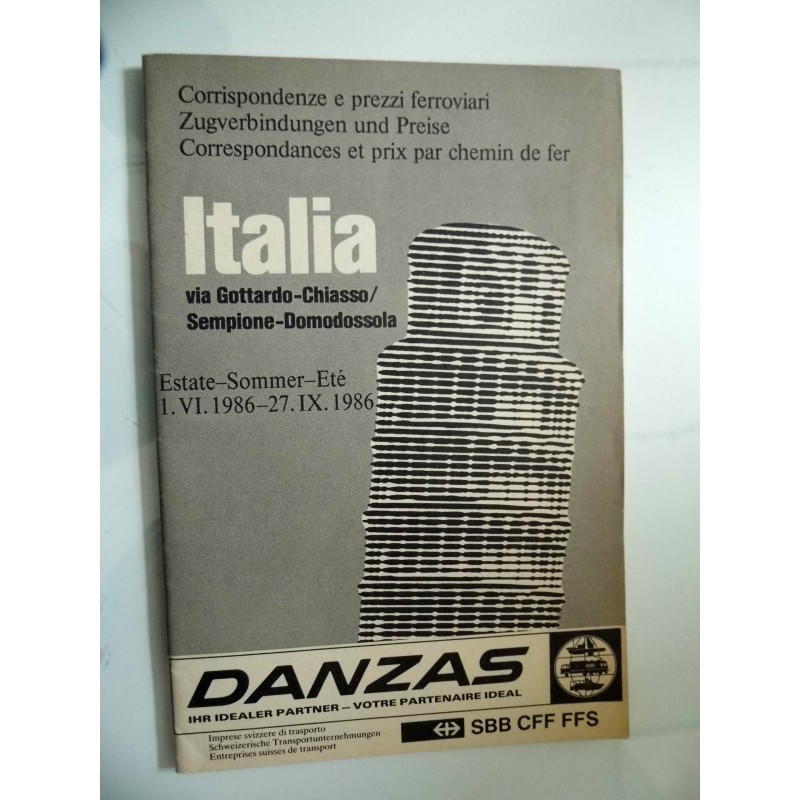 Corrispondenze e prezzi ferroviari
Zugverbindungen und Preise
Correspondances et prix par chemin de fer
Italia
via Gottardo-Chiasso/
Sempione-Domodossola
Estate–Sommer–Eté
1. VI. 1986–27. IX. 1986
DANZAS
IHR IDEALER PARTNER – VOTRE PARTENAIRE IDEAL
Imprese svizzere di trasporto
Schweizerische Transportunternehmungen
Entreprises suisses de transport
SBB CFF FFS